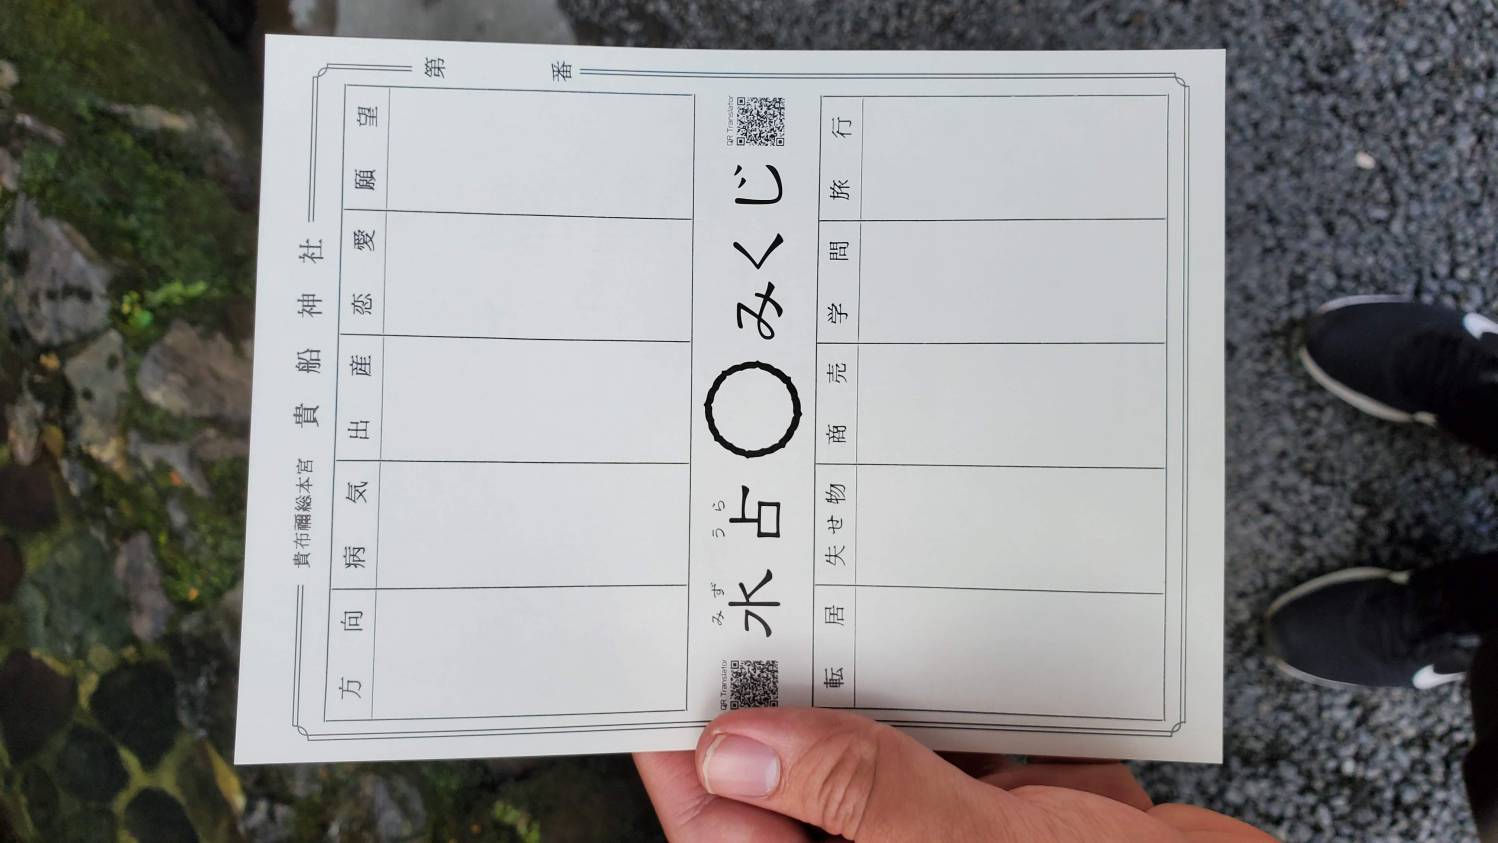 貴布禰総本宮 貴船神社
第 番
方向 病気 出産 恋愛 願望
QR Translator
みず うら
水占 みくじ
QR Translator
転居 失せ物 商売 学問 旅行